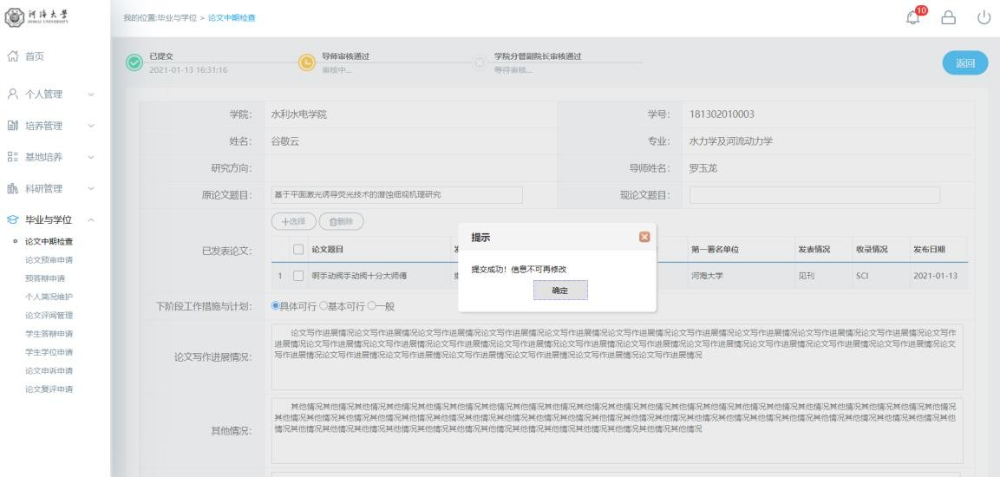 河海大学
HOHAI UNIVERSITY
我的位置:毕业与学位 > 论文中期检查
10
首页
个人管理
培养管理
基地培养
科研管理
毕业与学位
论文中期检查
论文预审申请
预答辩申请
个人简况维护
论文评阅管理
学生答辩申请
学生学位申请
论文申诉申请
论文复评申请
已提交
2021-01-13 16:31:16
导师审核通过
审核中...
学院分管副院长审核通过
等待审核...
返回
学院: 水利水电学院 学号: 181302010003
姓名: 谷敬云 专业: 水力学及河流动力学
研究方向: 导师姓名: 罗玉龙
原论文题目: 基于平面激光诱导荧光技术的潜蚀细观机理研究 现论文题目:
+选择 删除
已发表论文:
论文题目 第一署名单位 发表情况 收录情况 发布日期
1 啊手动阀手动阀十分大师傅 河海大学 见刊 SCI 2021-01-13
提示
提交成功！信息不可再修改
确定
下阶段工作措施与计划: 具体可行 基本可行 一般
论文写作进展情况:
论文写作进展情况论文写作进展情况论文写作进展情况论文写作进展情况论文写作进展情况论文写作进展情况论文写作进展情况论文写作进展情况论文写作进展情况论文写作进展情况论文写作
进展情况论文写作进展情况论文写作进展情况论文写作进展情况论文写作进展情况论文写作进展情况论文写作进展情况论文写作进展情况论文写作进展情况论文写作进展情况论文
写作进展情况论文写作进展情况论文写作进展情况论文写作进展情况论文写作进展情况论文写作进展情况论文写作进展情况
其他情况:
其他情况其他情况其他情况其他情况其他情况其他情况其他情况其他情况其他情况其他情况其他情况其他情况其他情况其他情况其他情况其他情况其他情况其他情况其他情况其他情况其他情况
其他情况其他情况其他情况其他情况其他情况其他情况其他情况其他情况其他情况其他情况其他情况其他情况其他情况其他情况其他情况其他情况其他情况其他情况其他情况其他情况其他情况其他
情况其他情况其他情况其他情况其他情况其他情况其他情况其他情况其他情况其他情况其他情况其他情况其他情况其他情况